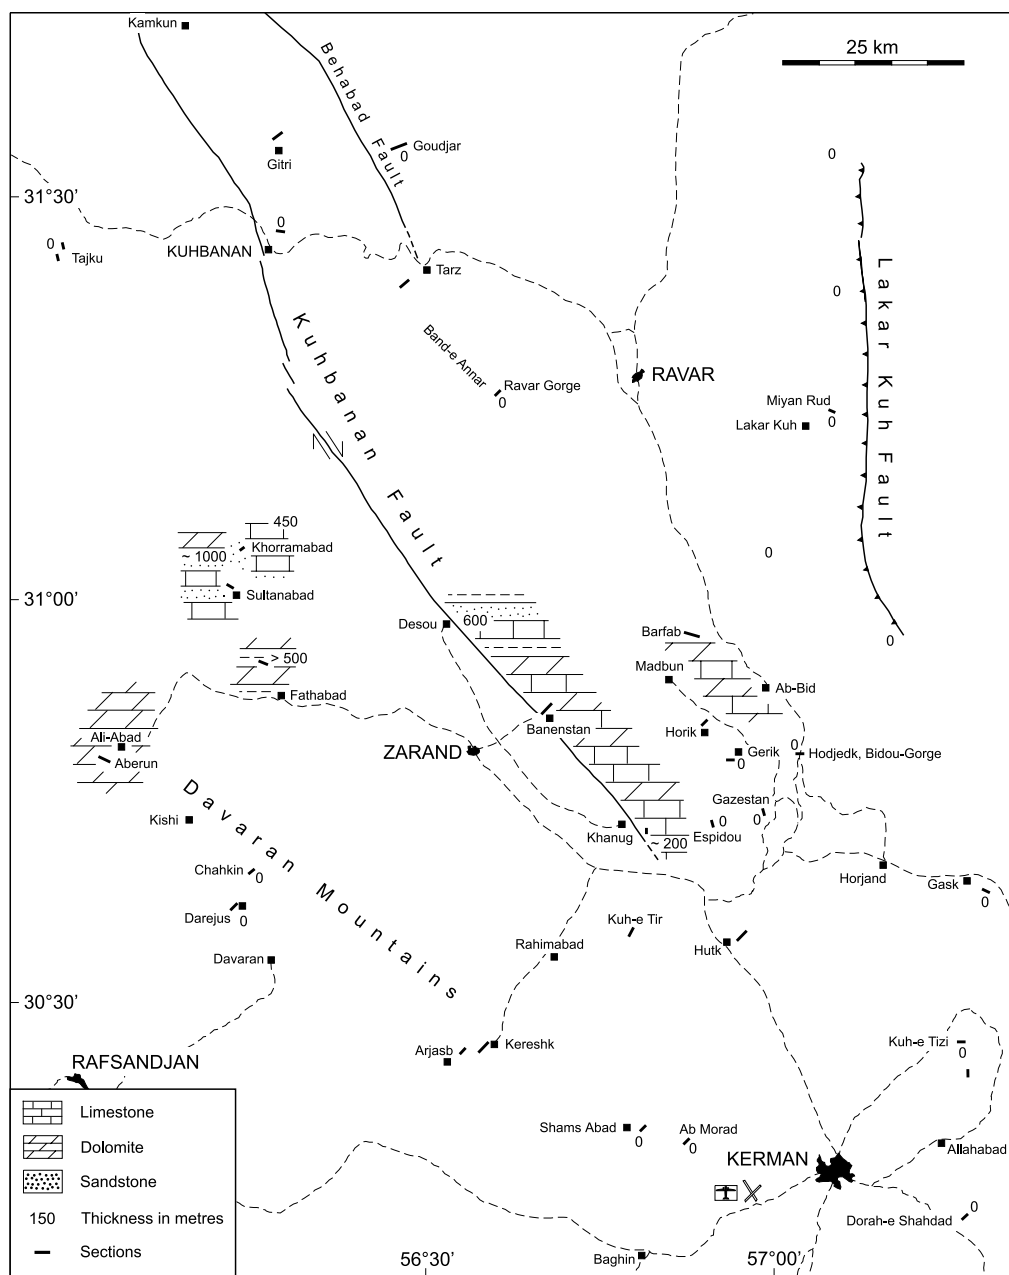 Kamkun
25 km
Behabad Fault
Goudjar
0
Gitri
0
31°30'
0
0
Tajku
KUHBANAN
Tarz
0
Lakar Kuh Fault
Kuhbanan Fault
Band-e Annar
Ravar Gorge
0
RAVAR
Miyan Rud
0
Lakar Kuh
450
Khorramabad
~ 1000
0
Sultanabad
31°00'
Desou
600
Barfab
0
Madbun
> 500
Fathabad
Ab-Bid
Ali-Abad
Banenstan
Horik
0
Aberun
ZARAND
Gerik
0
Hodjedk, Bidou-Gorge
Davaran Mountains
Kishi
Gazestan
0
Khanug
0
Espidou
~ 200
Chahkin
0
Horjand
Gask
0
Darejus
0
Kuh-e Tir
Rahimabad
Hutk
Davaran
30°30'
Arjasb
Kereshk
Kuh-e Tizi
0
RAFSANDJAN
Limestone
Dolomite
Sandstone
150 Thickness in metres
Sections
Shams Abad
0
Ab Morad
0
KERMAN
Allahabad
0
Dorah-e Shahdad
Baghin
56°30'
57°00'